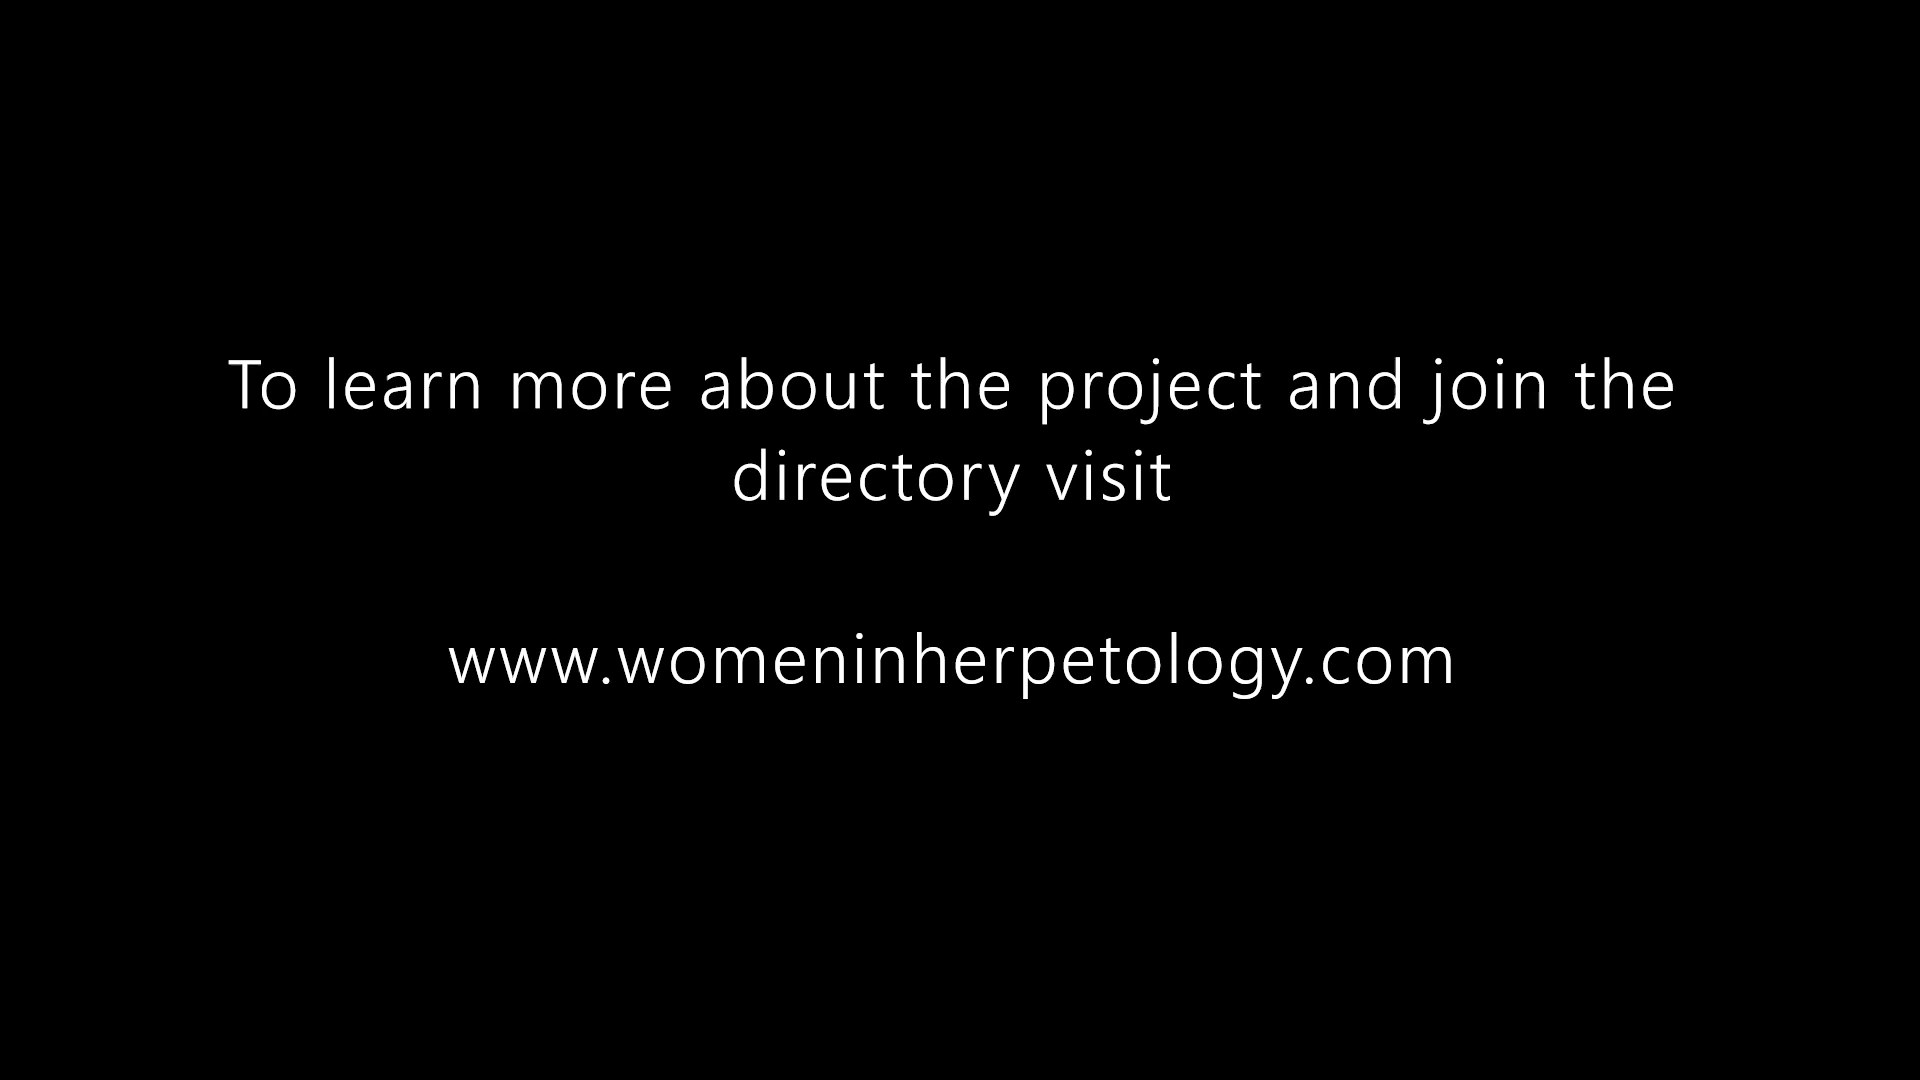 To learn more about the project and join the
directory visit
www.womeninherpetology.com